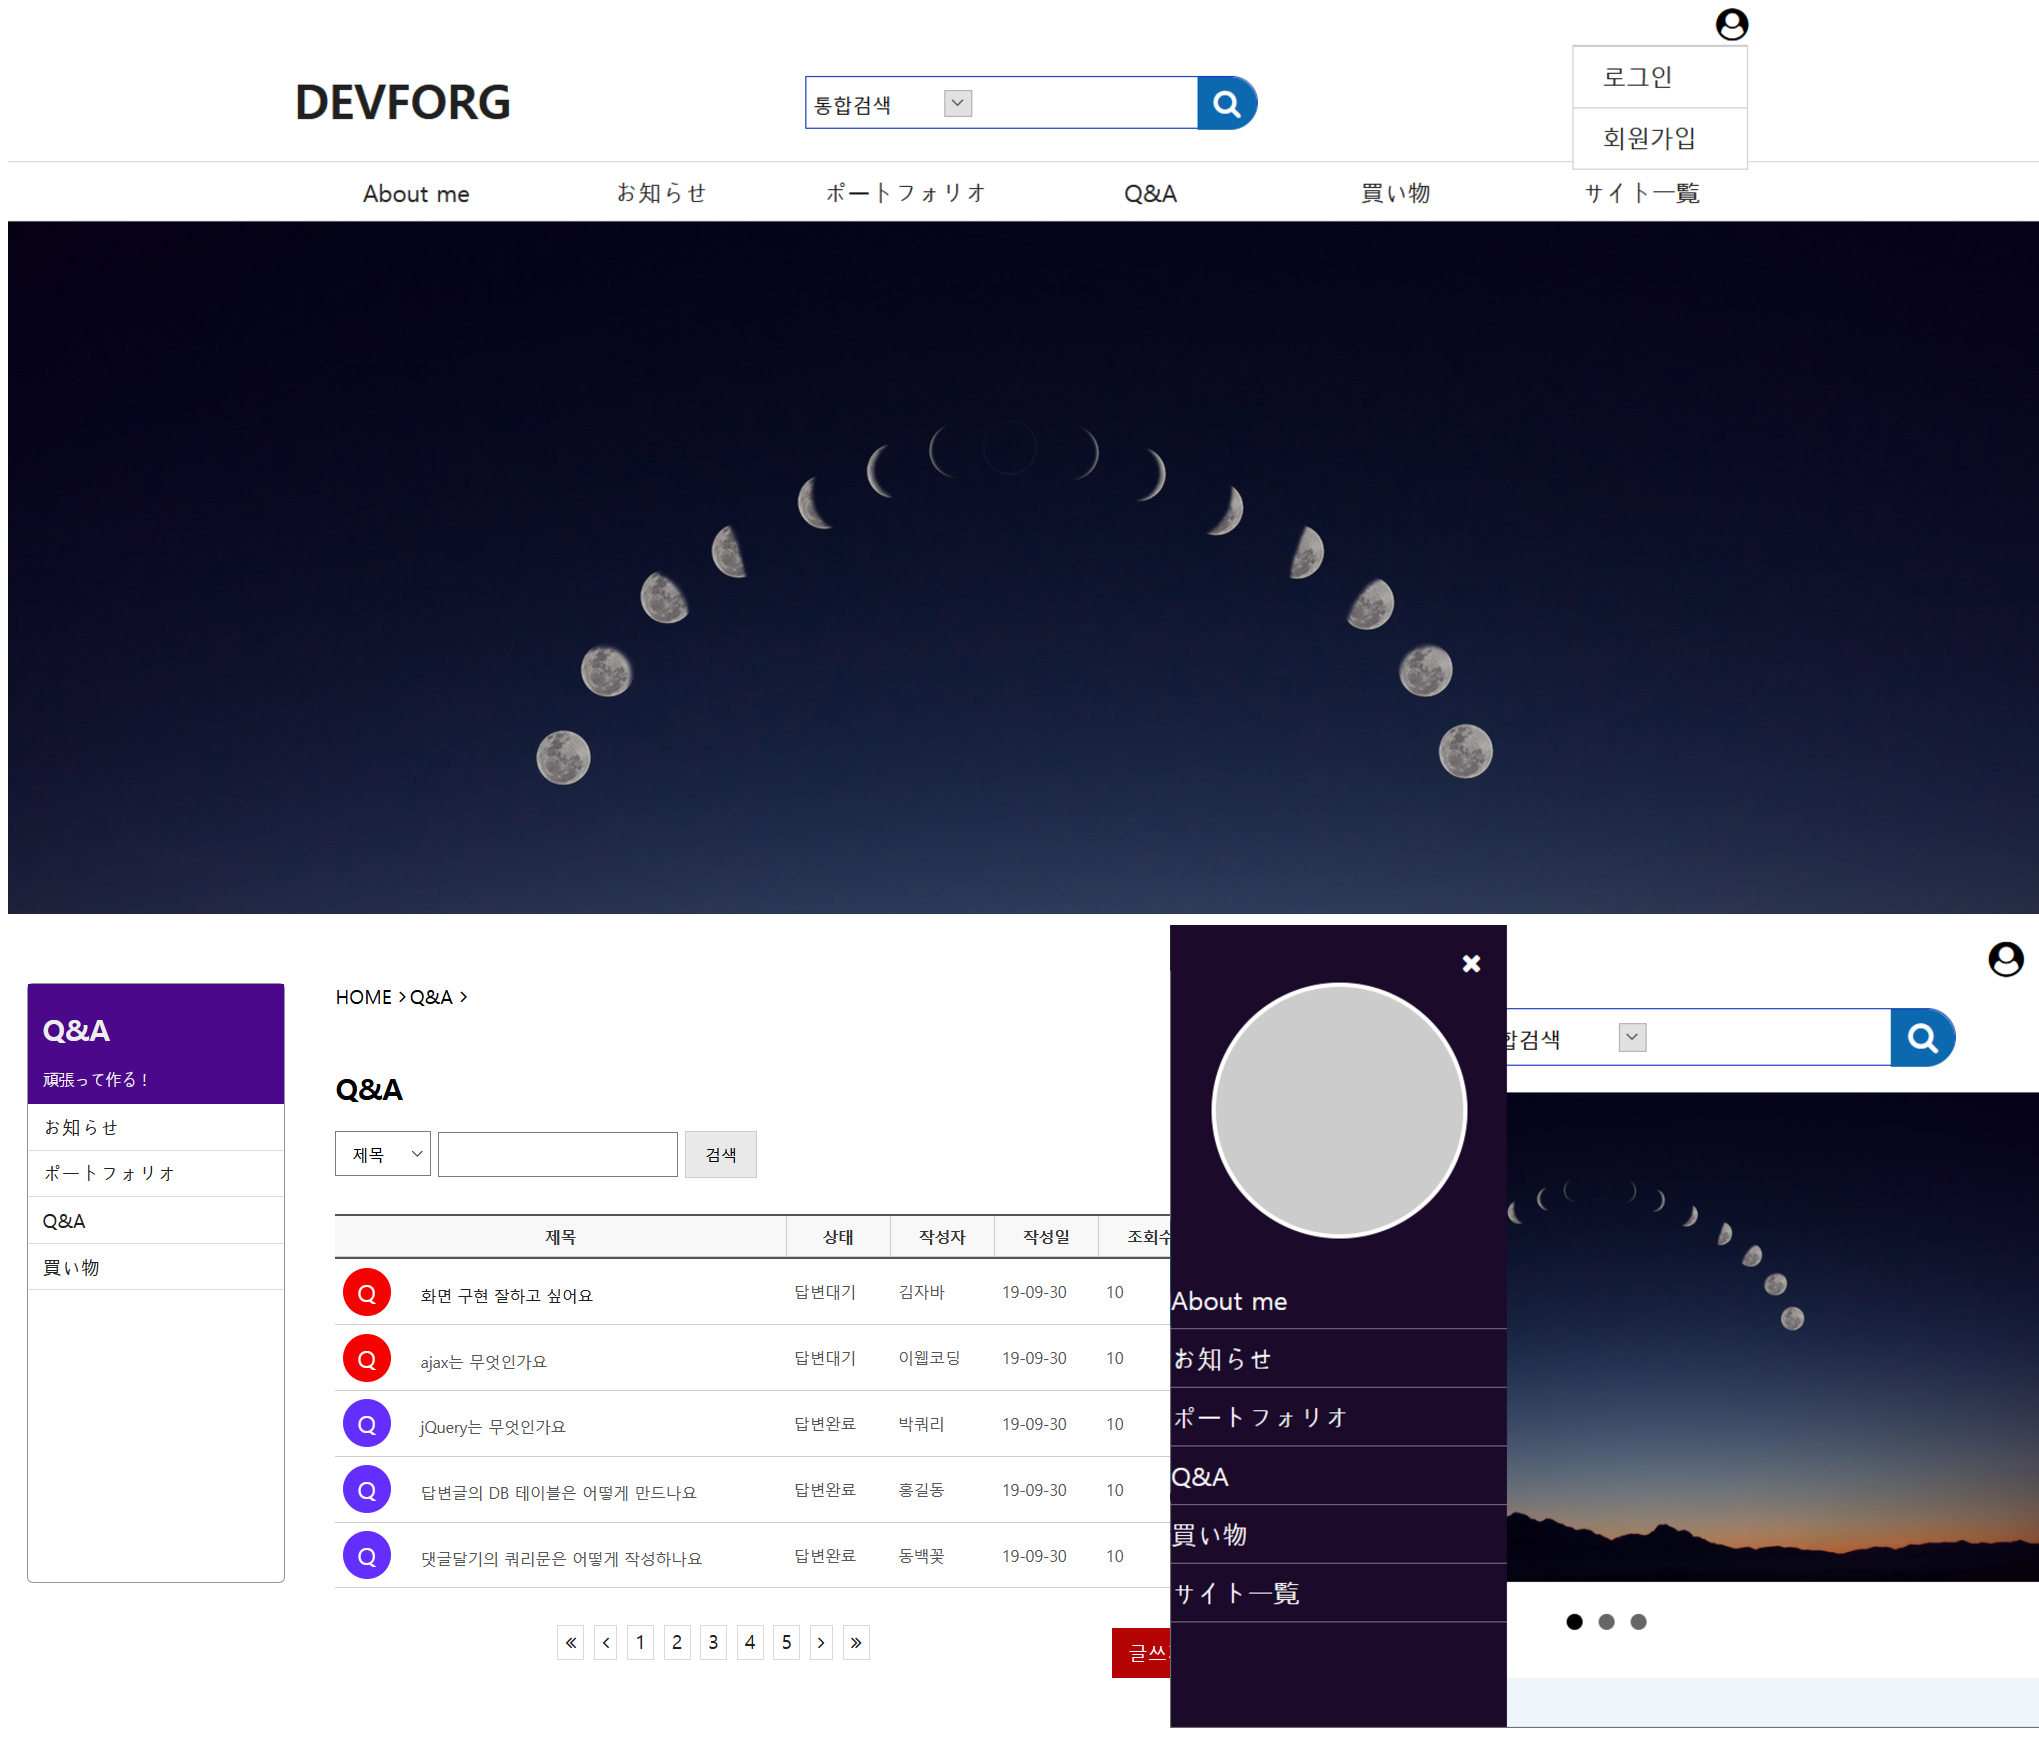 로그인
DEVFORG
통합검색
회원가입
About me お知らせ ポートフォリオ Q&A 買い物 サイト一覧
Q&A
頑張って作る！
お知らせ
ポートフォリオ
Q&A
買い物
HOME > Q&A >
Q&A
제목 검색
제목 상태 작성자 작성일 조회수
Q 화면 구현 잘하고 싶어요 답변대기 김자바 19-09-30 10
Q ajax는 무엇인가요 답변대기 이웹코딩 19-09-30 10
Q jQuery는 무엇인가요 답변완료 박쿼리 19-09-30 10
Q 답변글의 DB 테이블은 어떻게 만드나요 답변완료 홍길동 19-09-30 10
Q 댓글달기의 쿼리문은 어떻게 작성하나요 답변완료 동백꽃 19-09-30 10
« ‹ 1 2 3 4 5 › »
글쓰
합검색
About me
お知らせ
ポートフォリオ
Q&A
買い物
サイト一覧